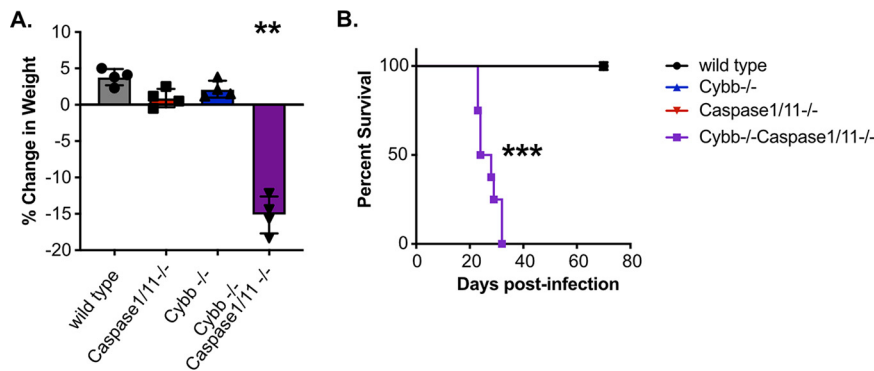 A.
**
% Change in Weight
10
5
0
-5
-10
-15
-20
wild type
Caspase1/11-/-
Cybb -/-
Cybb -/-
Caspase1/11 -/-
B.
Percent Survival
100
50
0
***
0 20 40 60 80
Days post-infection
wild type
Cybb-/-
Caspase1/11-/-
Cybb-/-Caspase1/11-/-